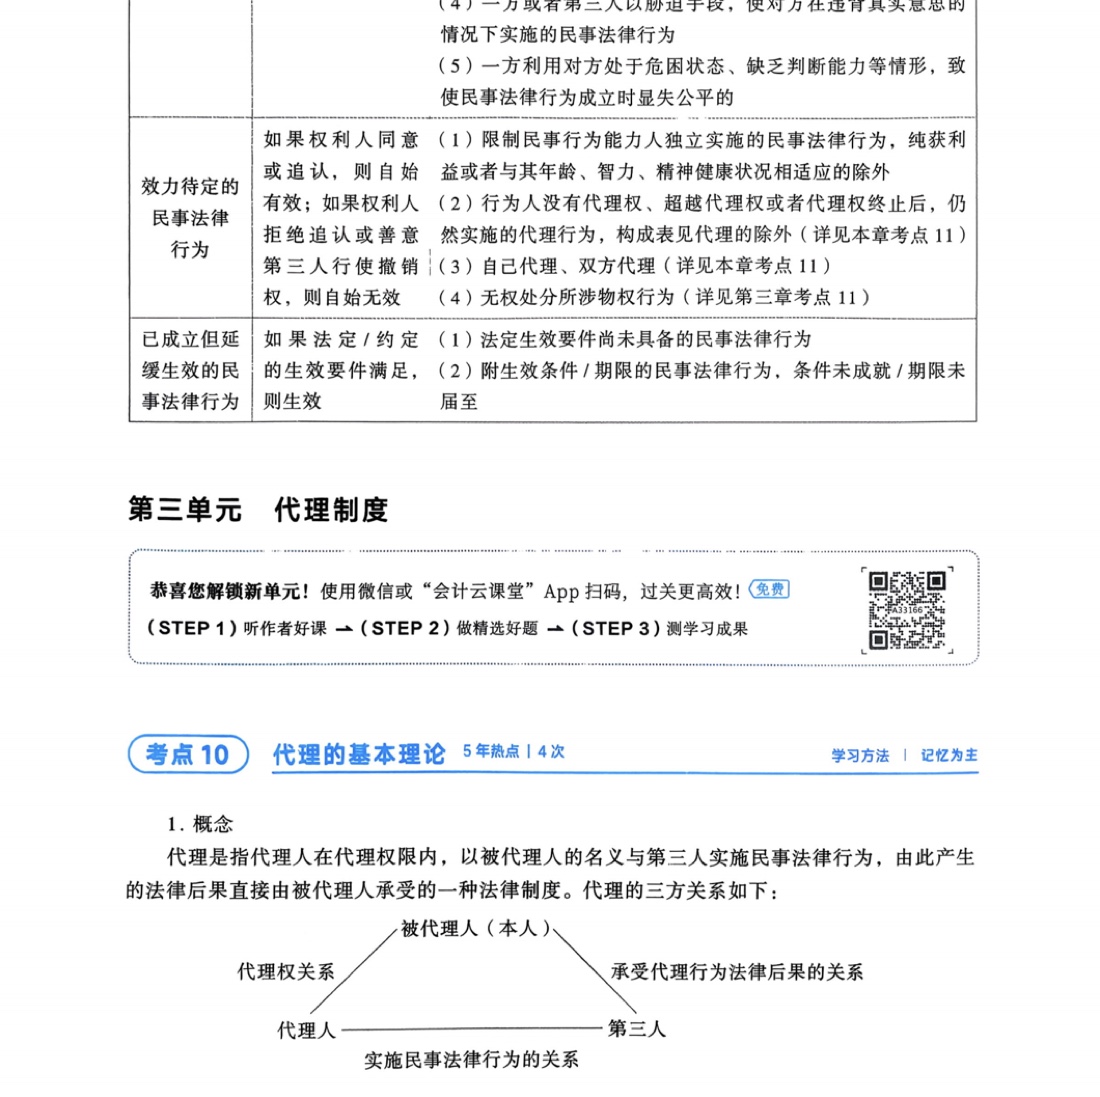 （4）一方或者第三人以胁迫手段，使对方在违背真实意思的
情况下实施的民事法律行为
（5）一方利用对方处于危困状态、缺乏判断能力等情形，致
使民事法律行为成立时显失公平的
效力待定的
民事法律
行为
如果权利人同意
或追认，则自始
有效；如果权利人
拒绝追认或善意
第三人行使撤销
权，则自始无效
（1）限制民事行为能力人独立实施的民事法律行为，纯获利
益或者与其年龄、智力、精神健康状况相适应的除外
（2）行为人没有代理权、超越代理权或者代理权终止后，仍
然实施的代理行为，构成表见代理的除外（详见本章考点 11）
（3）自己代理、双方代理（详见本章考点 11）
（4）无权处分所涉物权行为（详见第三章考点 11）
已成立但延
缓生效的民
事法律行为
如果法定/约定
的生效要件满足，
则生效
（1）法定生效要件尚未具备的民事法律行为
（2）附生效条件/期限的民事法律行为，条件未成就/期限未
届至
第三单元 代理制度
恭喜您解锁新单元！使用微信或“会计云课堂”App 扫码，过关更高效！免费
（STEP 1）听作者好课 ⇀（STEP 2）做精选好题 ⇀（STEP 3）测学习成果
A33166
考点 10 代理的基本理论 5 年热点 | 4 次 学习方法 | 记忆为主
1. 概念
代理是指代理人在代理权限内，以被代理人的名义与第三人实施民事法律行为，由此产生
的法律后果直接由被代理人承受的一种法律制度。代理的三方关系如下：
被代理人（本人）
代理权关系 承受代理行为法律后果的关系
代理人 第三人
实施民事法律行为的关系